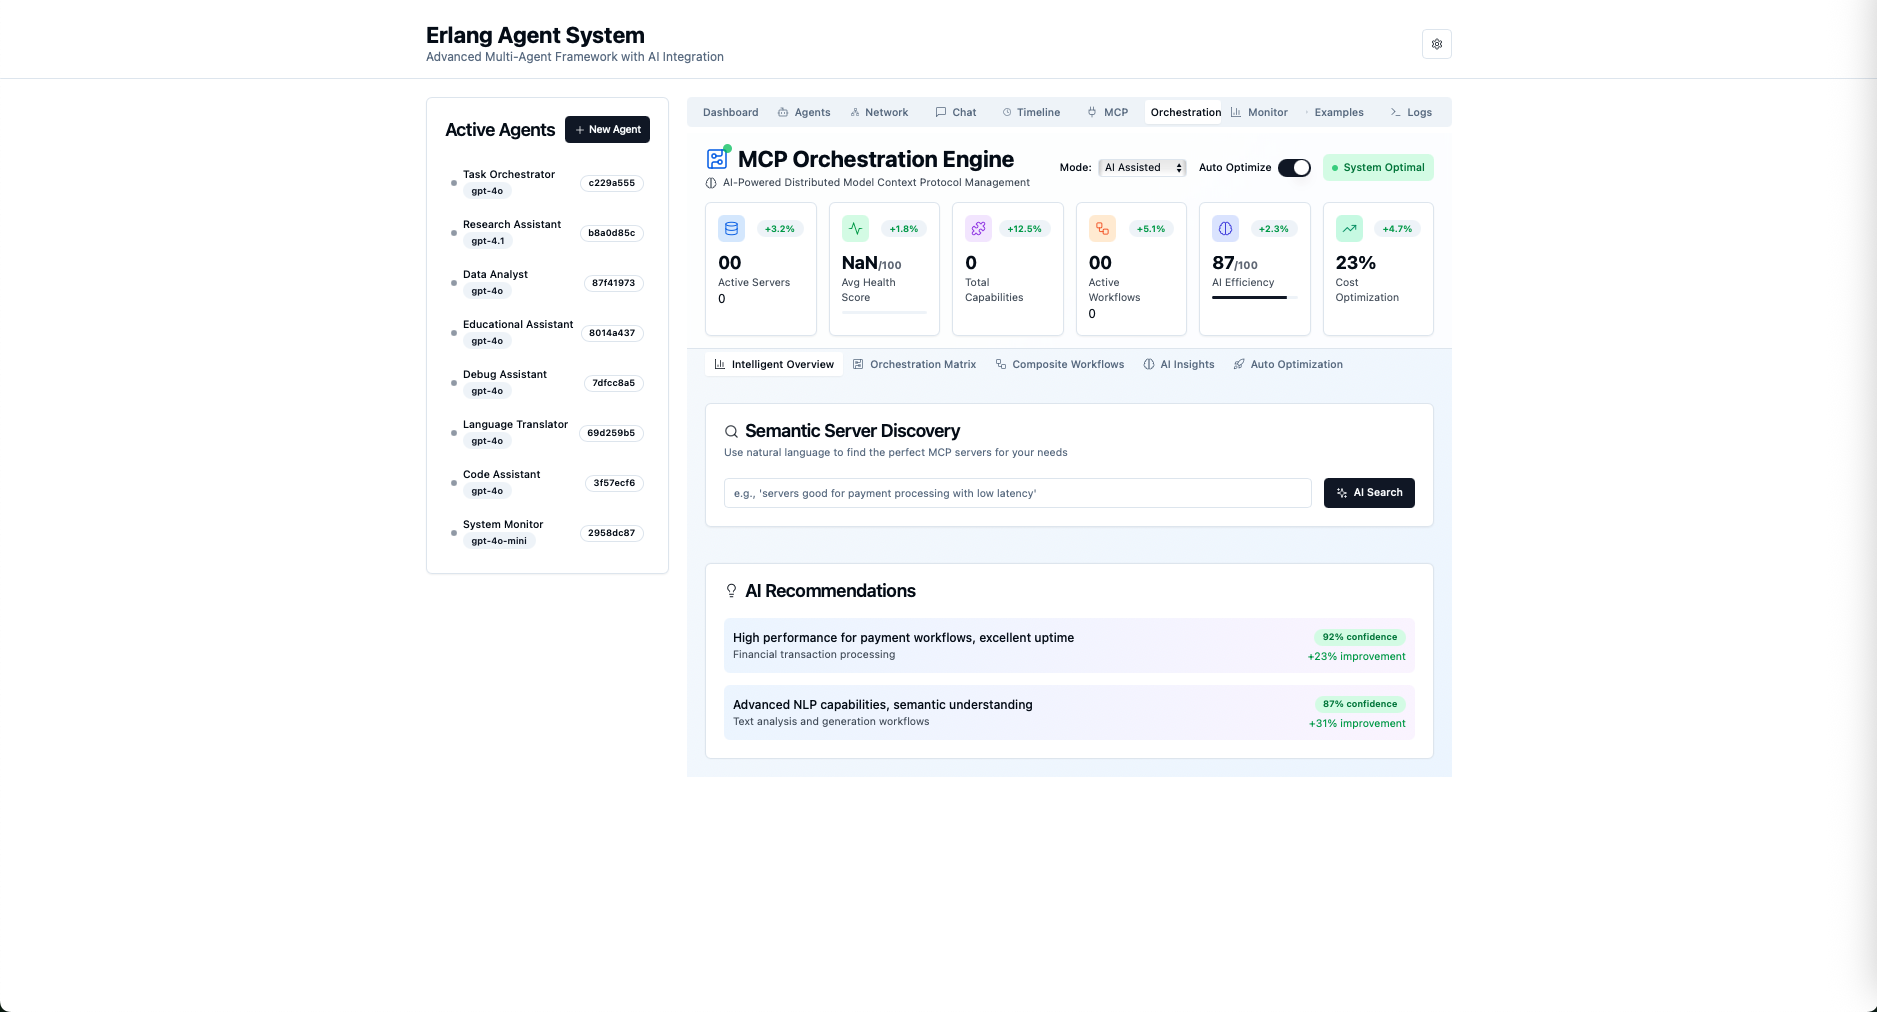 Erlang Agent System
Advanced Multi-Agent Framework with AI Integration
Active Agents
+ New Agent
Task Orchestrator
gpt-4o
c229a555
Research Assistant
gpt-4.1
b8a0d85c
Data Analyst
gpt-4o
87f41973
Educational Assistant
gpt-4o
8014a437
Debug Assistant
gpt-4o
7dfcc8a5
Language Translator
gpt-4o
69d259b5
Code Assistant
gpt-4o
3f57ecf6
System Monitor
gpt-4o-mini
2958dc87
Dashboard Agents Network Chat Timeline MCP Orchestration Monitor Examples Logs
MCP Orchestration Engine
AI-Powered Distributed Model Context Protocol Management
Mode: AI Assisted Auto Optimize System Optimal
+3.2%
00
Active Servers
0
+1.8%
NaN/100
Avg Health
Score
+12.5%
0
Total
Capabilities
+5.1%
00
Active
Workflows
0
+2.3%
87/100
AI Efficiency
+4.7%
23%
Cost
Optimization
Intelligent Overview Orchestration Matrix Composite Workflows AI Insights Auto Optimization
Semantic Server Discovery
Use natural language to find the perfect MCP servers for your needs
e.g., 'servers good for payment processing with low latency'
AI Search
AI Recommendations
High performance for payment workflows, excellent uptime
Financial transaction processing
92% confidence
+23% improvement
Advanced NLP capabilities, semantic understanding
Text analysis and generation workflows
87% confidence
+31% improvement